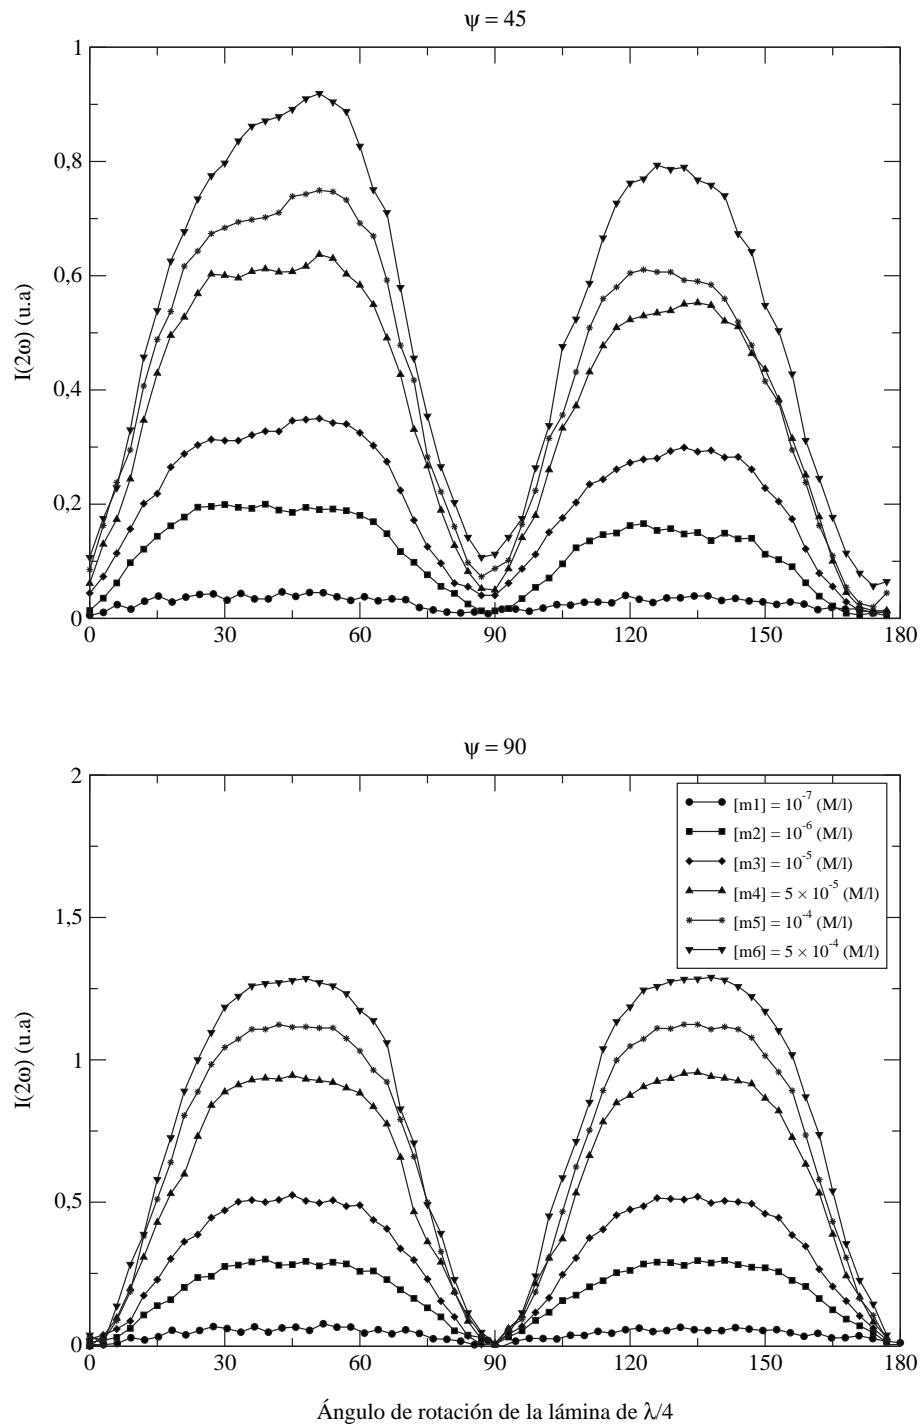 ψ = 45
1
0,8
0,6
0,4
0,2
0
I(2ω) (u.a)
0 30 60 90 120 150 180
ψ = 90
2
1,5
1
0,5
0
I(2ω) (u.a)
[m1] = 10⁻⁷ (M/l)
[m2] = 10⁻⁶ (M/l)
[m3] = 10⁻⁵ (M/l)
[m4] = 5 × 10⁻⁵ (M/l)
[m5] = 10⁻⁴ (M/l)
[m6] = 5 × 10⁻⁴ (M/l)
0 30 60 90 120 150 180
Ángulo de rotación de la lámina de λ/4